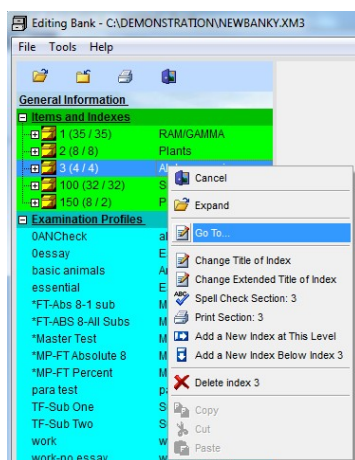 Editing Bank - C:\DEMONSTRATION\NEWBANKY.XM3
File Tools Help
General Information
Items and Indexes
1 (35 / 35) RAM/GAMMA
2 (8 / 8) Plants
3 (4 / 4)
100 (32 / 32) S
150 (8 / 2) P
Examination Profiles
0ANCheck al
0essay E
basic animals A
essential E
*FT-Abs 8-1 sub M
*FT-ABS 8-All Subs M
*Master Test M
*MP-FT Absolute 8 M
*MP-FT Percent M
para test pa
TF-Sub One S
TF-Sub Two S
work w
work-no essay w
Cancel
Expand
Go To...
Change Title of Index
Change Extended Title of Index
Spell Check Section: 3
Print Section: 3
Add a New Index at This Level
Add a New Index Below Index 3
Delete index 3
Copy
Cut
Paste